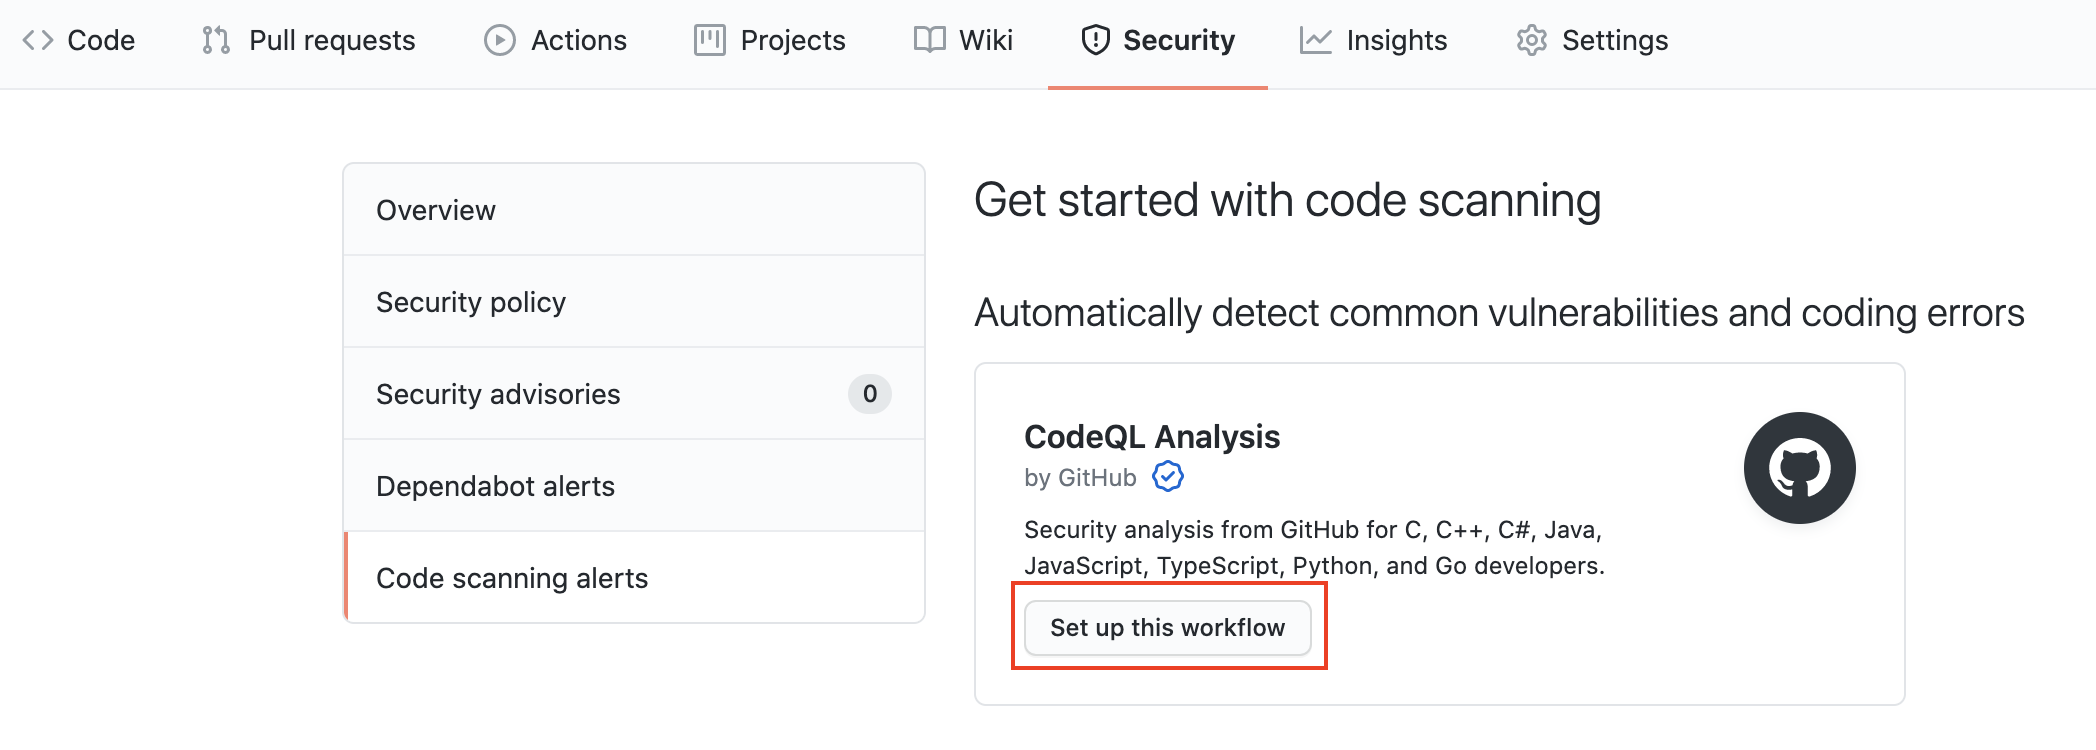 Code Pull requests Actions Projects Wiki Security Insights Settings
Overview
Security policy
Security advisories 0
Dependabot alerts
Code scanning alerts
Get started with code scanning
Automatically detect common vulnerabilities and coding errors
CodeQL Analysis
by GitHub
Security analysis from GitHub for C, C++, C#, Java,
JavaScript, TypeScript, Python, and Go developers.
Set up this workflow